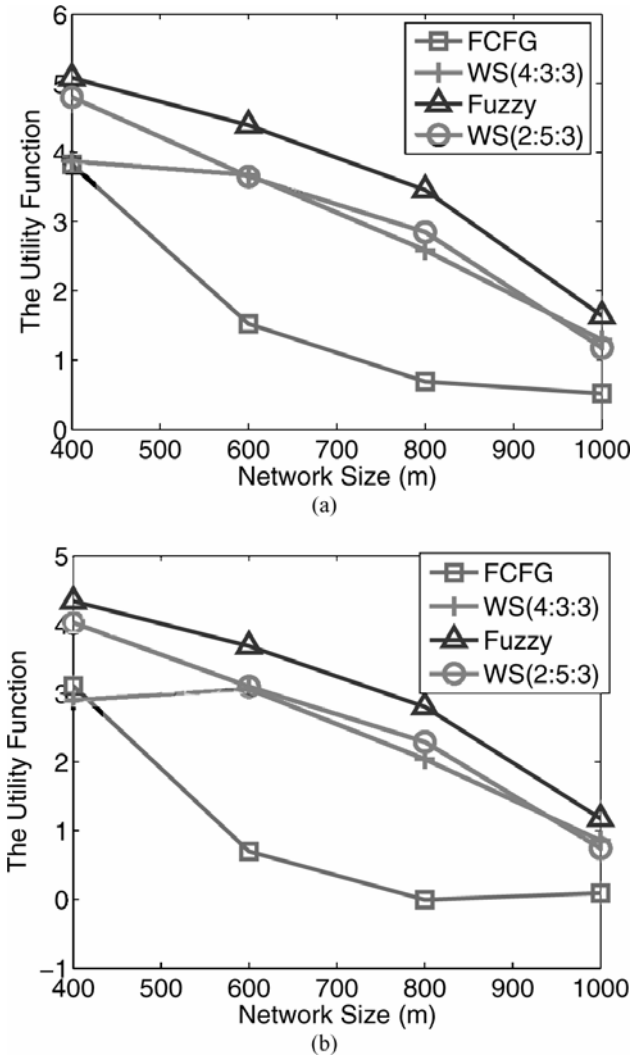 6
5
4
3
2
1
0
The Utility Function
FCFG
WS(4:3:3)
Fuzzy
WS(2:5:3)
400 500 600 700 800 900 1000
Network Size (m)
(a)
5
4
3
2
1
0
−1
The Utility Function
FCFG
WS(4:3:3)
Fuzzy
WS(2:5:3)
400 500 600 700 800 900 1000
Network Size (m)
(b)